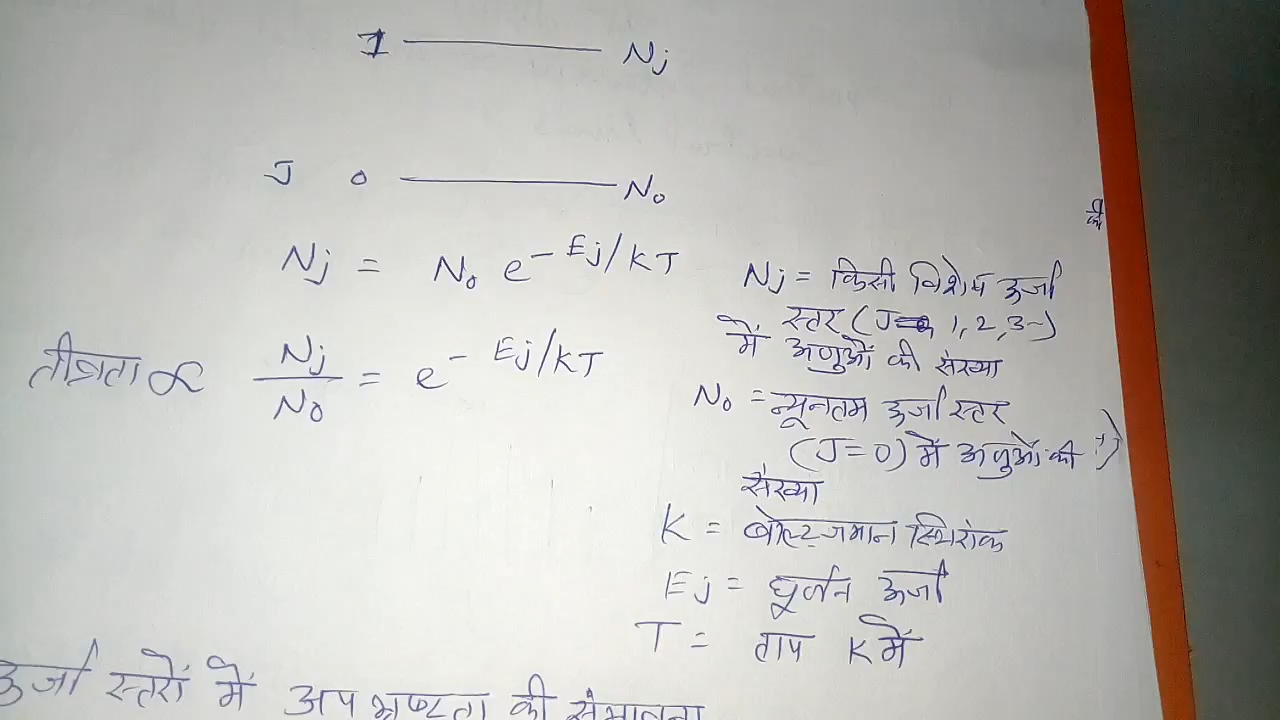 1 Nj
J 0 N₀
Nj = N₀ e^-Ej/KT
तीव्रता ∝ Nj/N₀ = e^-Ej/KT
Nj = किसी विशेष ऊर्जा
स्तर (J= 1, 2, 3-)
में अणुओं की संख्या
N₀ = न्यूनतम ऊर्जा स्तर
(J=0) में अणुओं की
संख्या
K = बोल्ट्जमान स्थिरांक
Ej = घूर्णन ऊर्जा
T = ताप K में
ऊर्जा स्तरों में अपभ्रष्टता की संभावना